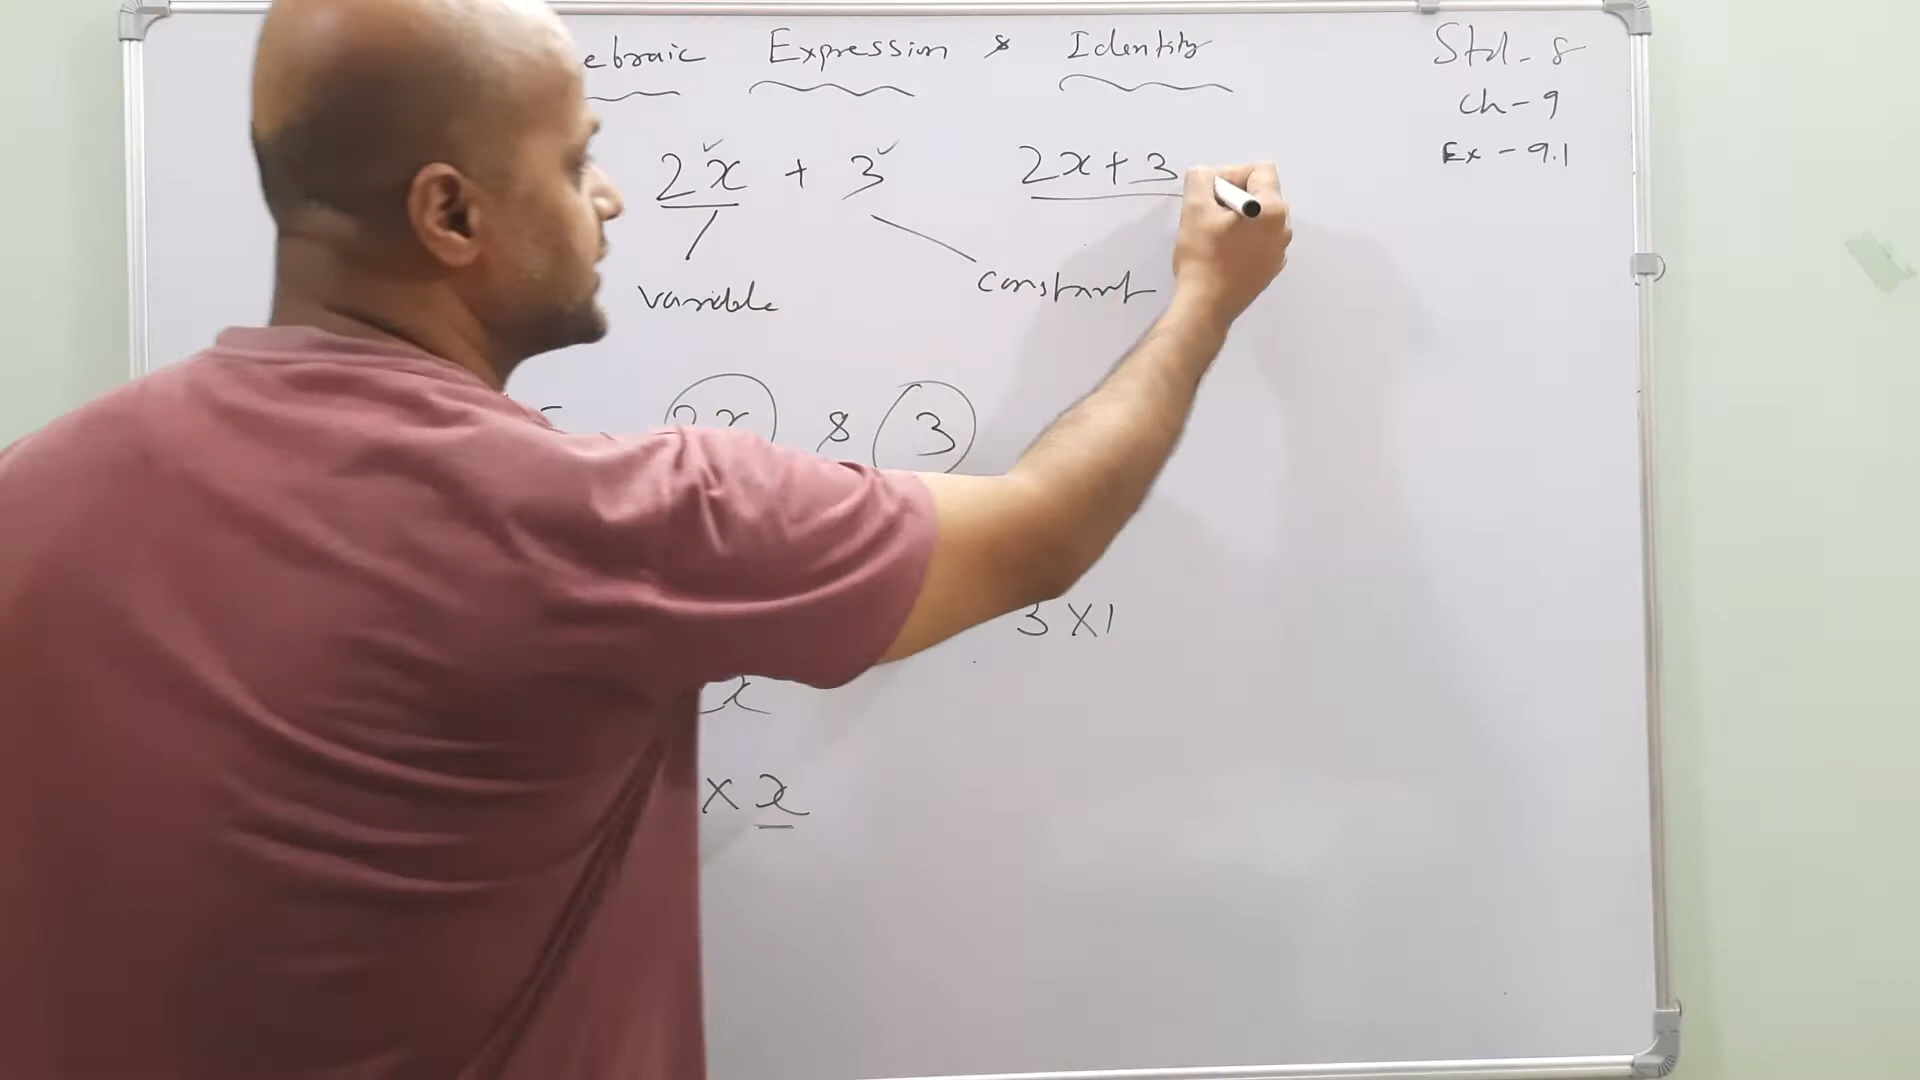 ebraic Expression & Identity
Std - 8
Ch - 9
Ex - 9.1
2x + 3
2x + 3
variable
constant
2x & 3
3 X 1
x
X x